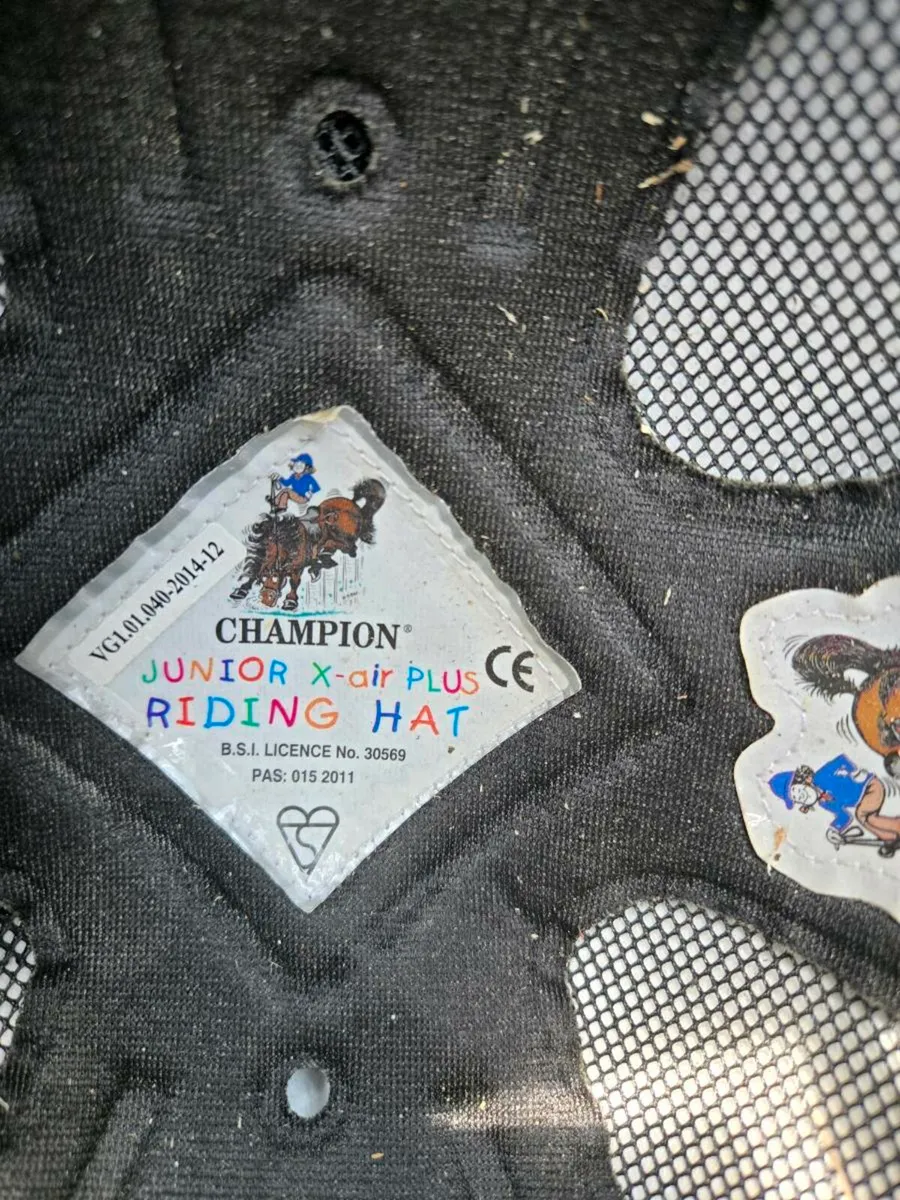 VG1.01.040-2014-12
CHAMPION®
JUNIOR X-air PLUS
RIDING HAT
CE
B.S.I. LICENCE No. 30569
PAS: 015 2011